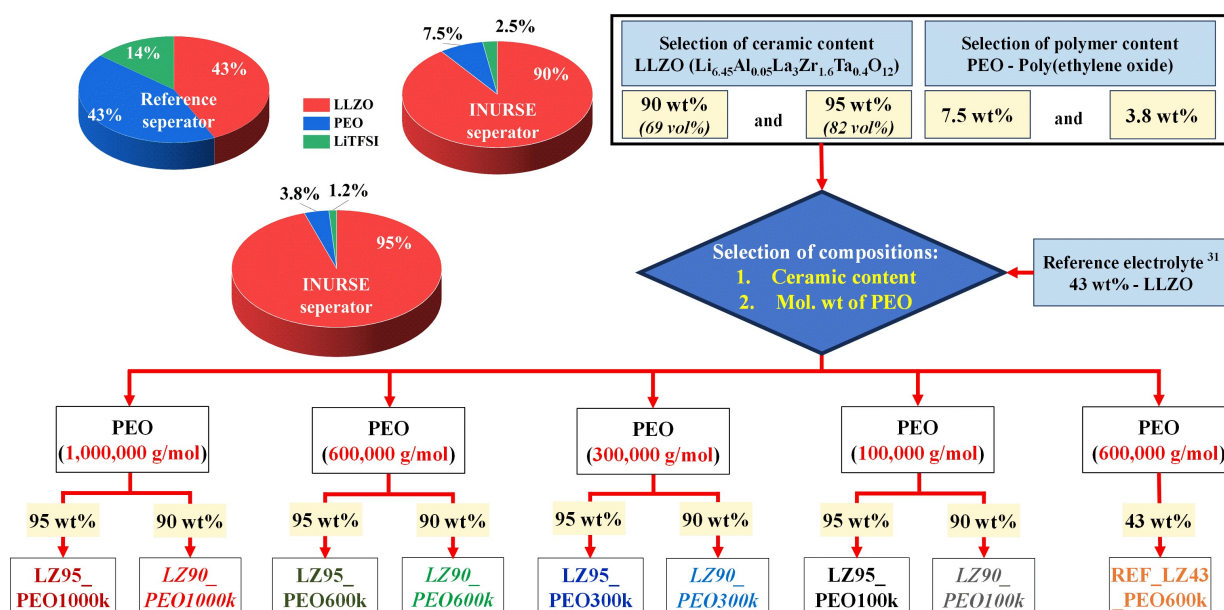 14%
43%
43%
Reference
seperator
LLZO
PEO
LiTFSI
7.5%
2.5%
90%
INURSE
seperator
3.8%
1.2%
95%
INURSE
seperator
Selection of ceramic content
LLZO (Li6.45Al0.05La3Zr1.6Ta0.4O12)
90 wt%
(69 vol%)
and
95 wt%
(82 vol%)
Selection of polymer content
PEO - Poly(ethylene oxide)
7.5 wt%
and
3.8 wt%
Selection of compositions:
1. Ceramic content
2. Mol. wt of PEO
Reference electrolyte 31
43 wt% - LLZO
PEO
(1,000,000 g/mol)
PEO
(600,000 g/mol)
PEO
(300,000 g/mol)
PEO
(100,000 g/mol)
PEO
(600,000 g/mol)
95 wt%
90 wt%
95 wt%
90 wt%
95 wt%
90 wt%
95 wt%
90 wt%
43 wt%
LZ95_
PEO1000k
LZ90_
PEO1000k
LZ95_
PEO600k
LZ90_
PEO600k
LZ95_
PEO300k
LZ90_
PEO300k
LZ95_
PEO100k
LZ90_
PEO100k
REF_LZ43
_PEO600k